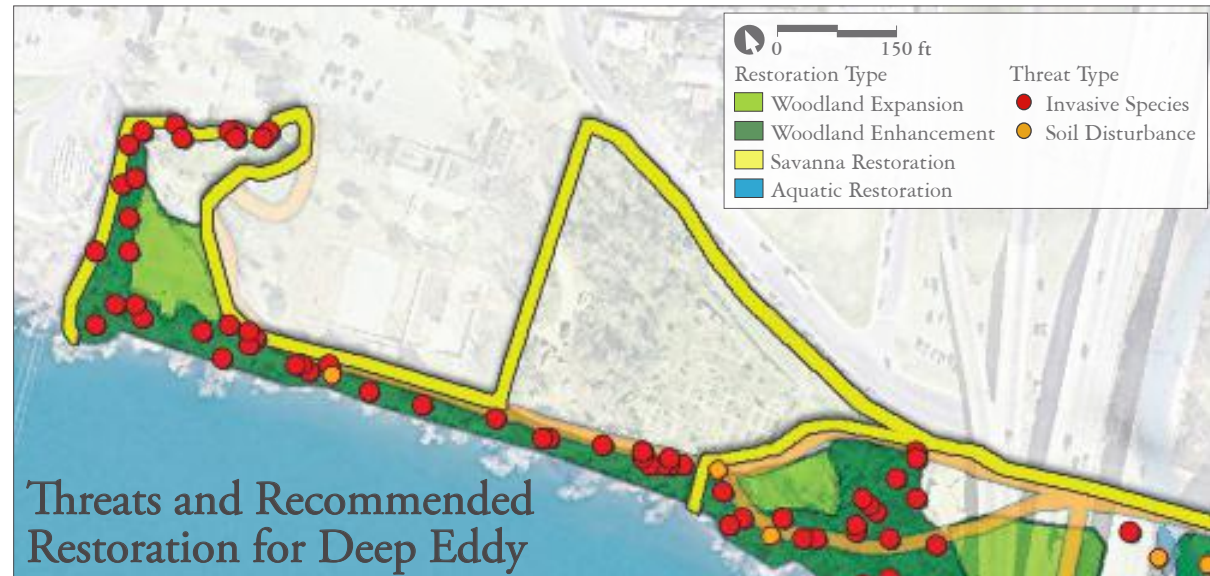 0 150 ft
Restoration Type
Woodland Expansion
Woodland Enhancement
Savanna Restoration
Aquatic Restoration
Threat Type
Invasive Species
Soil Disturbance
Threats and Recommended
Restoration for Deep Eddy